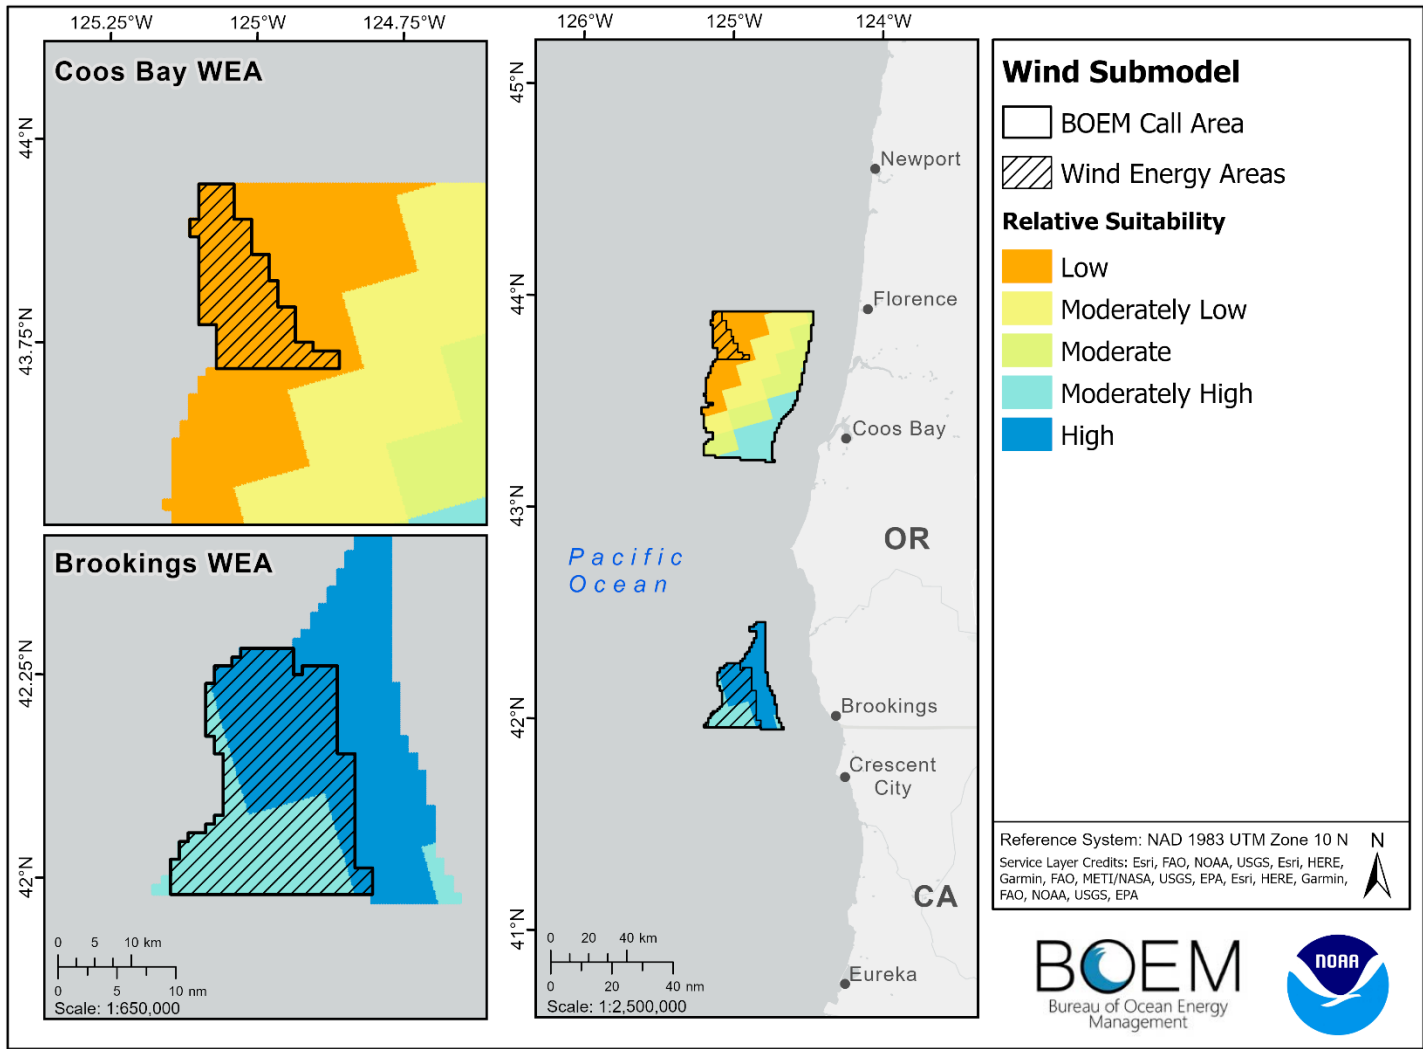 125.25°W 125°W 124.75°W
Coos Bay WEA
44°N
43.75°N
Brookings WEA
42.25°N
42°N
0 5 10 km
0 5 10 nm
Scale: 1:650,000
126°W 125°W 124°W
45°N
44°N
43°N
42°N
41°N
Newport
Florence
Coos Bay
OR
Pacific
Ocean
Brookings
Crescent
City
CA
Eureka
0 20 40 km
0 20 40 nm
Scale: 1:2,500,000
Wind Submodel
BOEM Call Area
Wind Energy Areas
Relative Suitability
Low
Moderately Low
Moderate
Moderately High
High
Reference System: NAD 1983 UTM Zone 10 N
N
Service Layer Credits: Esri, FAO, NOAA, USGS, Esri, HERE,
Garmin, FAO, METI/NASA, USGS, EPA, Esri, HERE, Garmin,
FAO, NOAA, USGS, EPA
BOEM
Bureau of Ocean Energy
Management
NOAA